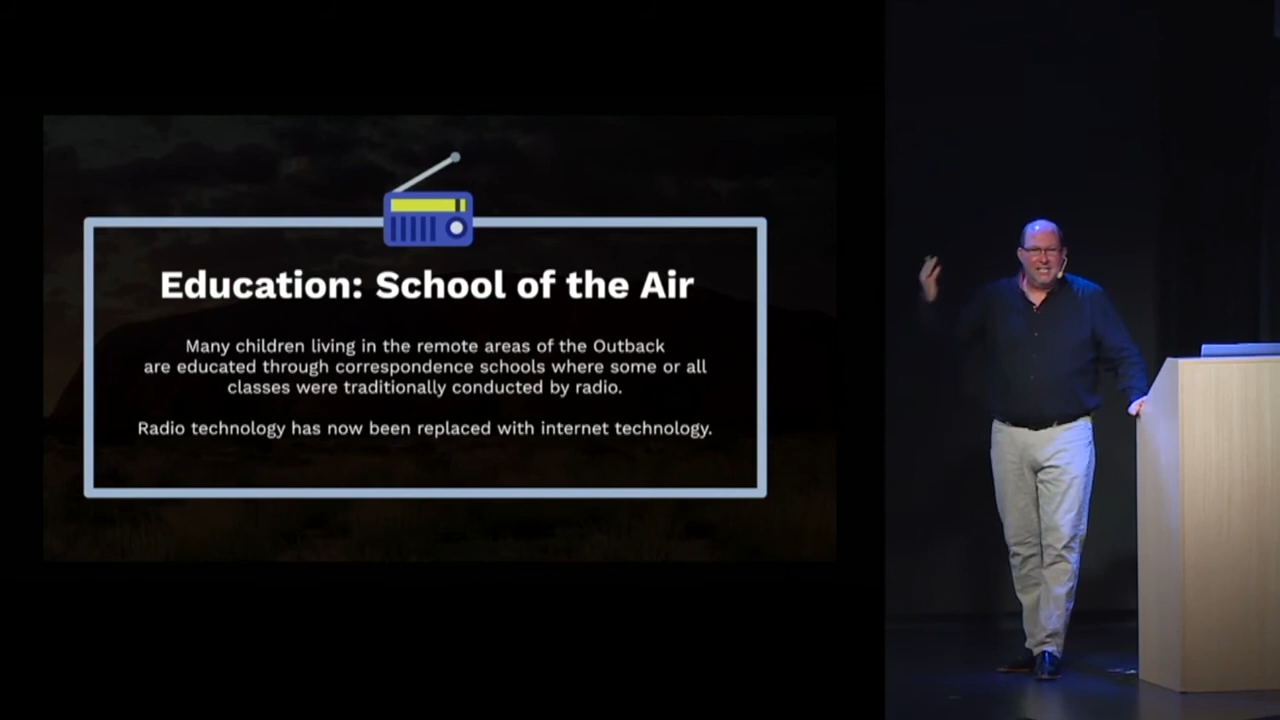 Education: School of the Air
Many children living in the remote areas of the Outback
are educated through correspondence schools where some or all
classes were traditionally conducted by radio.
Radio technology has now been replaced with internet technology.